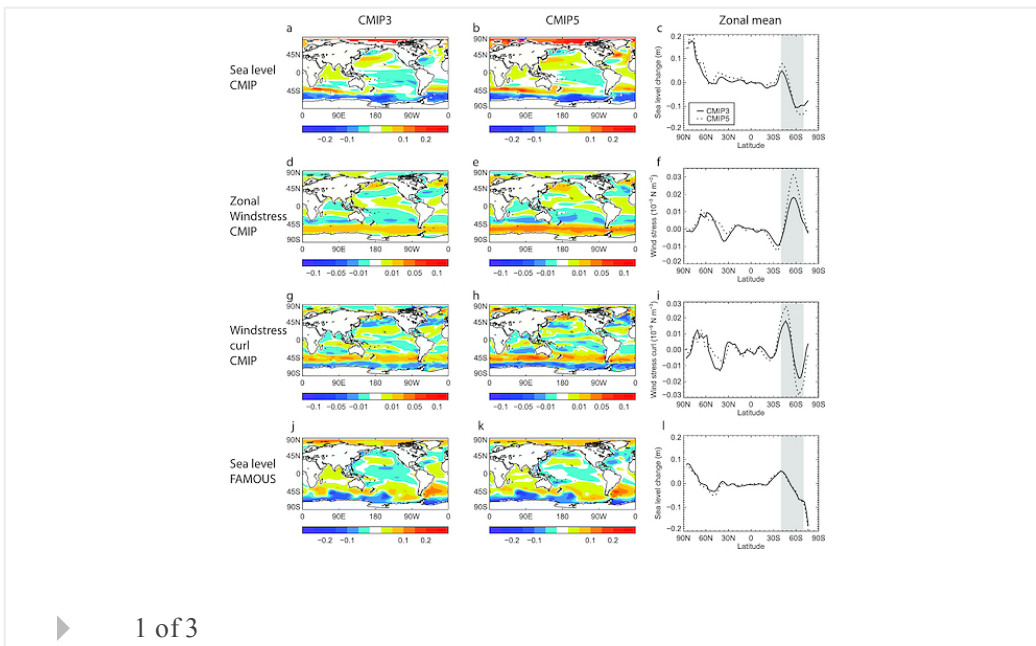 CMIP3 CMIP5 Zonal mean
a b c
Sea level
CMIP
90N
45N
0
45S
90S
0 90E 180 90W 0
−0.2 −0.1 0.1 0.2
90N
45N
0
45S
90S
0 90E 180 90W 0
−0.2 −0.1 0.1 0.2
Sea level change (m)
0.2
0.1
0.0
−0.1
−0.2
CMIP3
CMIP5
90N 60N 30N 0 30S 60S 90S
Latitude
d e f
Zonal
Windstress
CMIP
90N
45N
0
45S
90S
0 90E 180 90W 0
−0.1 −0.05 −0.01 0.01 0.05 0.1
90N
45N
0
45S
90S
0 90E 180 90W 0
−0.1 −0.05 −0.01 0.01 0.05 0.1
0.03
0.02
0.01
0.00
−0.01
−0.02
90N 60N 30N 0 30S 60S 90S
Latitude
g h i
Windstress
curl
CMIP
90N
45N
0
45S
90S
0 90E 180 90W 0
−0.1 −0.05 −0.01 0.01 0.05 0.1
90N
45N
0
45S
90S
0 90E 180 90W 0
−0.1 −0.05 −0.01 0.01 0.05 0.1
0.03
0.02
0.01
0.00
−0.01
−0.02
−0.03
90N 60N 30N 0 30S 60S 90S
Latitude
j k l
Sea level
FAMOUS
90N
45N
0
45S
90S
0 90E 180 90W 0
−0.2 −0.1 0.1 0.2
90N
45N
0
45S
90S
0 90E 180 90W 0
−0.2 −0.1 0.1 0.2
Sea level change (m)
0.2
0.1
0.0
−0.1
−0.2
90N 60N 30N 0 30S 60S 90S
Latitude
1 of 3